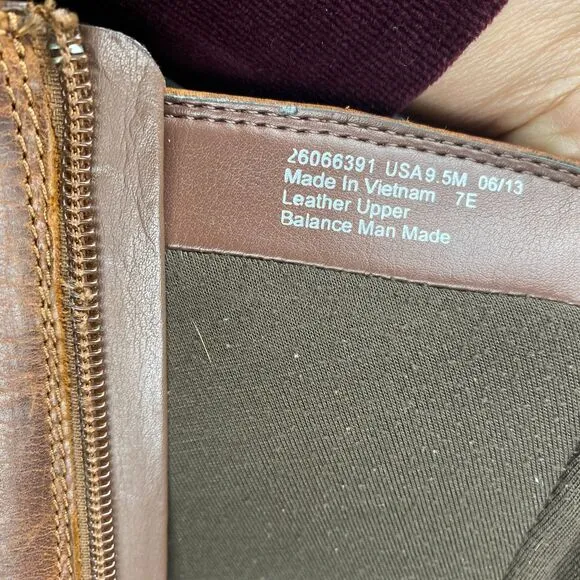 26066391 USA9.5M 06/13
Made In Vietnam 7E
Leather Upper
Balance Man Made